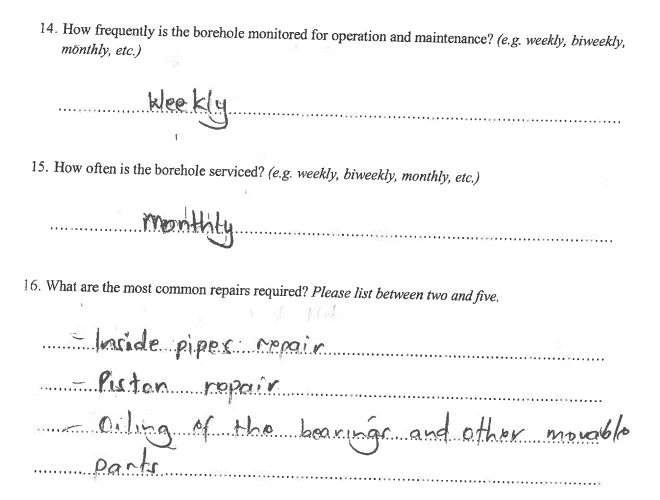 14. How frequently is the borehole monitored for operation and maintenance? (e.g. weekly, biweekly,
monthly, etc.)
Weekly
15. How often is the borehole serviced? (e.g. weekly, biweekly, monthly, etc.)
Monthly
16. What are the most common repairs required? Please list between two and five.
- Inside pipes repair
- Piston repair
- Oiling of the bearings and other movable
parts